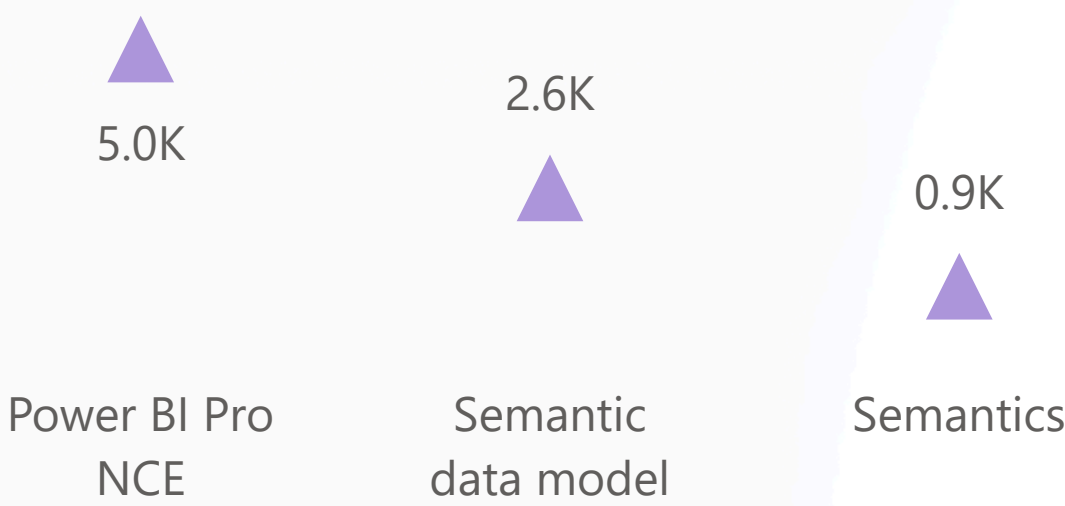 5.0K
2.6K
0.9K
Power BI Pro
NCE
Semantic
data model
Semantics